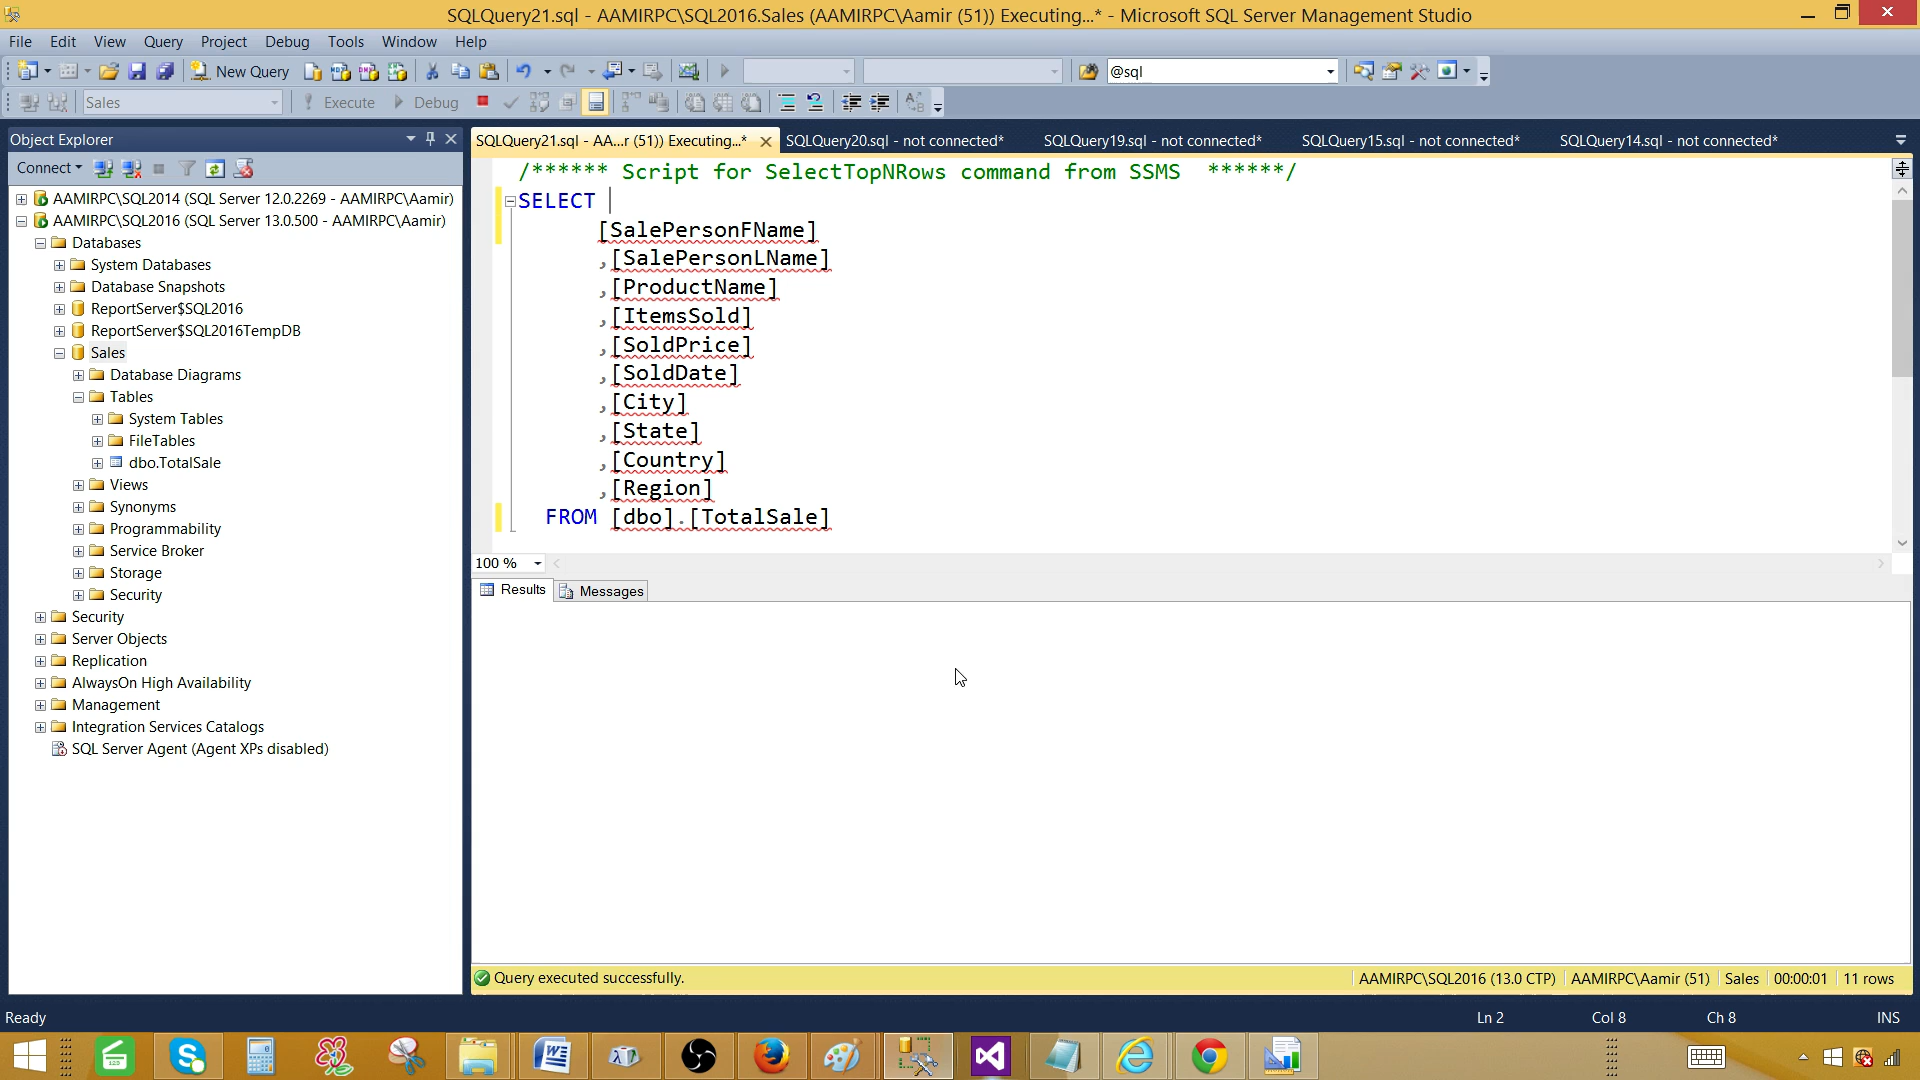 SQLQuery21.sql - AAMIRPC\SQL2016.Sales (AAMIRPC\Aamir (51)) Executing...* - Microsoft SQL Server Management Studio
File Edit View Query Project Debug Tools Window Help
New Query @sql
Sales Execute Debug
Object Explorer
Connect
AAMIRPC\SQL2014 (SQL Server 12.0.2269 - AAMIRPC\Aamir)
AAMIRPC\SQL2016 (SQL Server 13.0.500 - AAMIRPC\Aamir)
Databases
System Databases
Database Snapshots
ReportServer$SQL2016
ReportServer$SQL2016TempDB
Sales
Database Diagrams
Tables
System Tables
FileTables
dbo.TotalSale
Views
Synonyms
Programmability
Service Broker
Storage
Security
Security
Server Objects
Replication
AlwaysOn High Availability
Management
Integration Services Catalogs
SQL Server Agent (Agent XPs disabled)
SQLQuery21.sql - AA...r (51)) Executing...* SQLQuery20.sql - not connected* SQLQuery19.sql - not connected* SQLQuery15.sql - not connected* SQLQuery14.sql - not connected*
/****** Script for SelectTopNRows command from SSMS ******/
SELECT
[SalePersonFName]
,[SalePersonLName]
,[ProductName]
,[ItemsSold]
,[SoldPrice]
,[SoldDate]
,[City]
,[State]
,[Country]
,[Region]
FROM [dbo].[TotalSale]
100 %
Results Messages
Query executed successfully. AAMIRPC\SQL2016 (13.0 CTP) AAMIRPC\Aamir (51) Sales 00:00:01 11 rows
Ready Ln 2 Col 8 Ch 8 INS